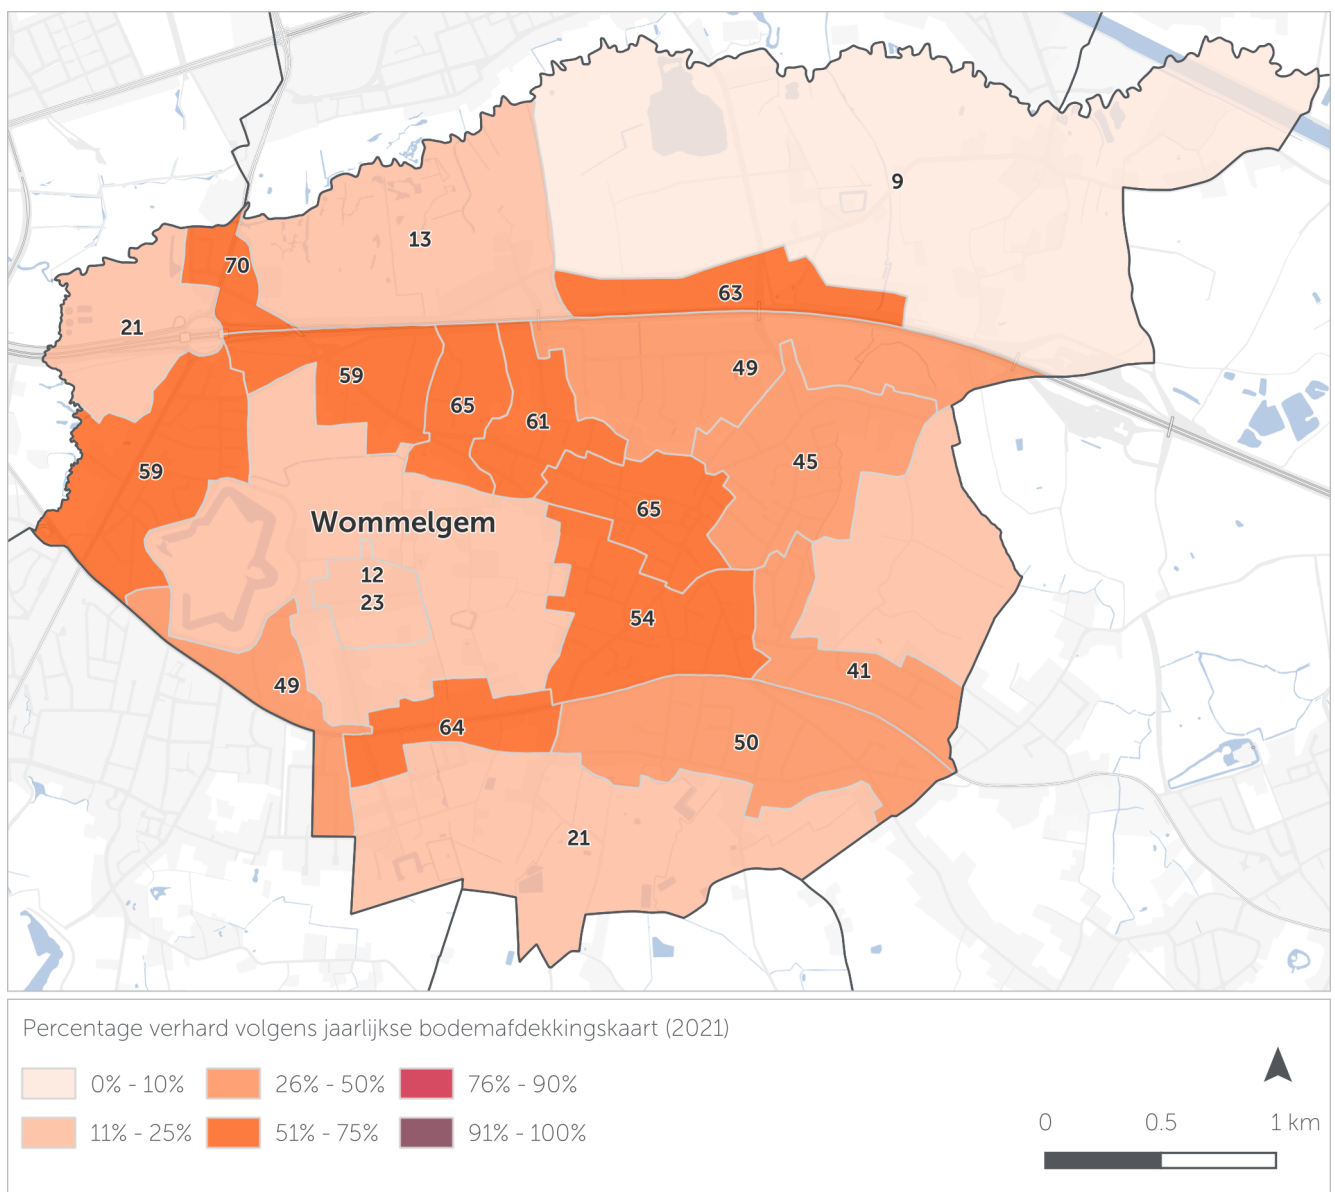 9
13
70
63
21
49
59
65
61
45
59
65
Wommelgem
12
23
54
41
49
64
50
21
Percentage verhard volgens jaarlijkse bodemafdekkingskaart (2021)
0% - 10%
26% - 50%
76% - 90%
11% - 25%
51% - 75%
91% - 100%
0 0.5 1 km